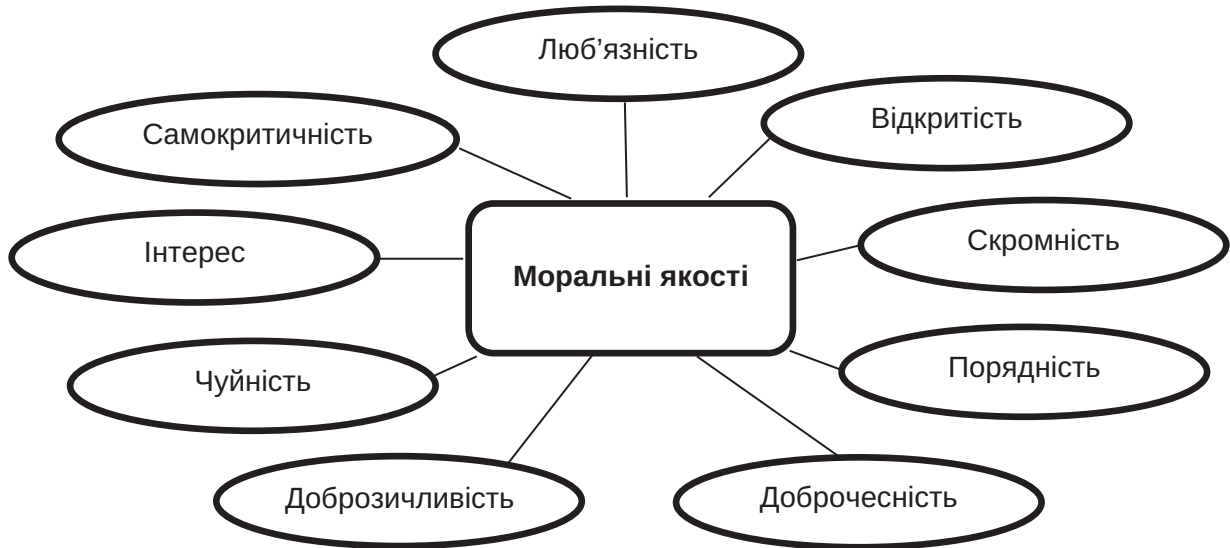 Люб’язність
Відкритість
Самокритичність
Скромність
Інтерес
Моральні якості
Порядність
Чуйність
Доброзичливість
Доброчесність